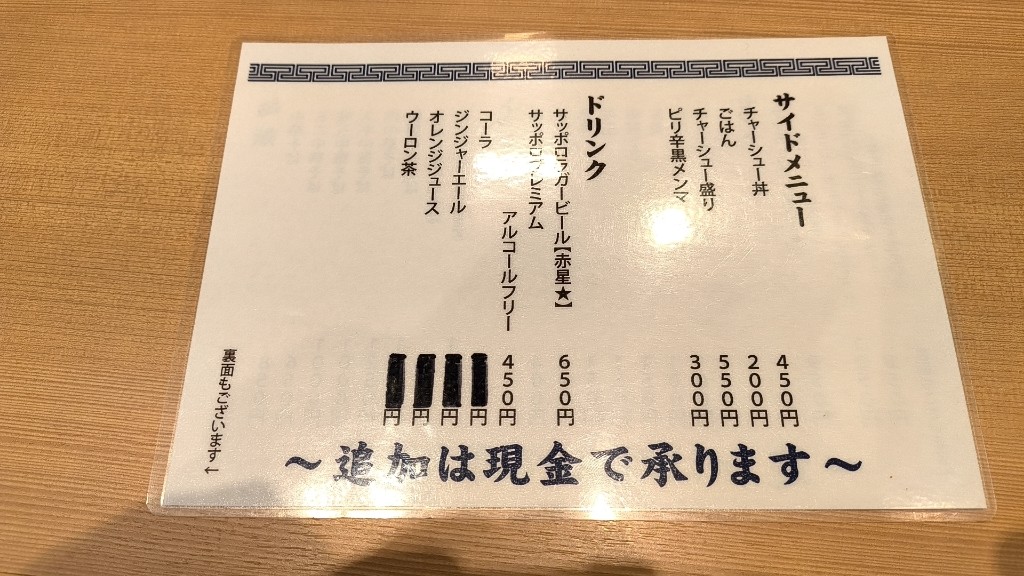 サイドメニュー
チャーシュー丼 450円
ごはん 200円
チャーシュー盛り 550円
ピリ辛黒メンマ 300円
ドリンク
サッポロラガービール【赤星★】 650円
サッポロプレミアム
アルコールフリー 450円
コーラ 円
ジンジャーエール 円
オレンジジュース 円
ウーロン茶 円
裏面もございます↓
～追加は現金で承ります～